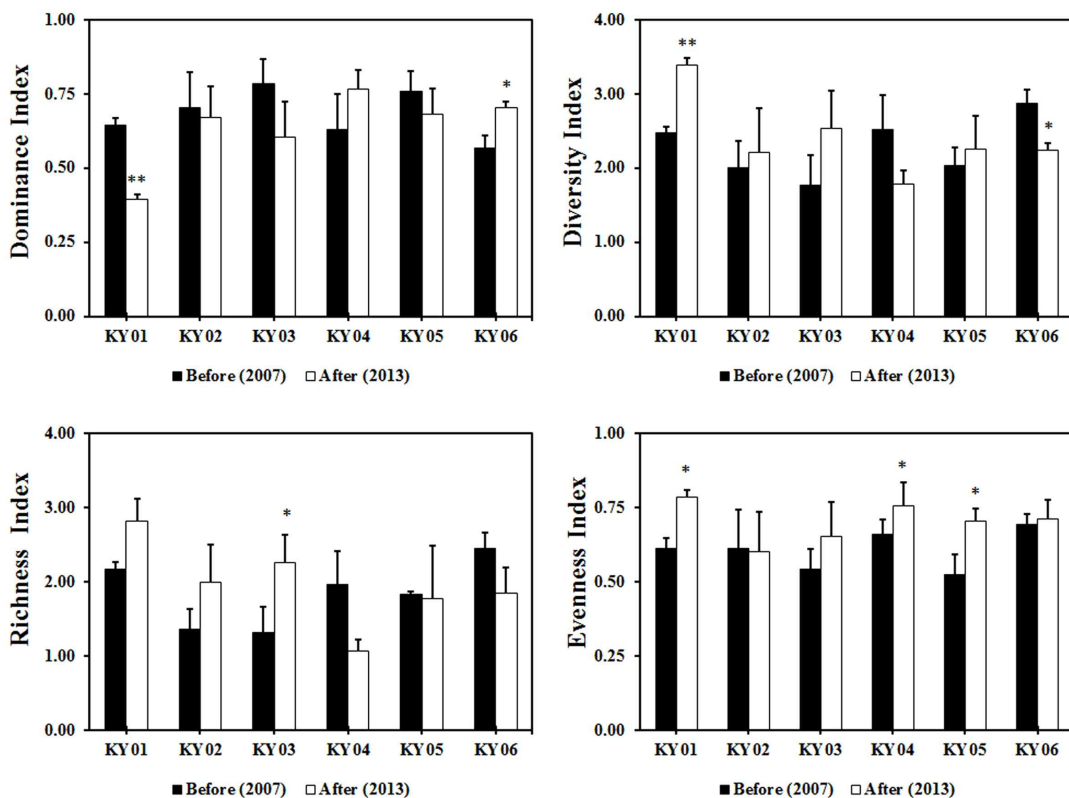 Dominance Index
1.00
0.75
0.50
0.25
0.00
**
*
KY01 KY02 KY03 KY04 KY05 KY06
Before (2007) After (2013)
Diversity Index
4.00
3.00
2.00
1.00
0.00
**
*
KY01 KY02 KY03 KY04 KY05 KY06
Before (2007) After (2013)
Richness Index
4.00
3.00
2.00
1.00
0.00
*
KY01 KY02 KY03 KY04 KY05 KY06
Before (2007) After (2013)
Evenness Index
1.00
0.75
0.50
0.25
0.00
* * *
KY01 KY02 KY03 KY04 KY05 KY06
Before (2007) After (2013)